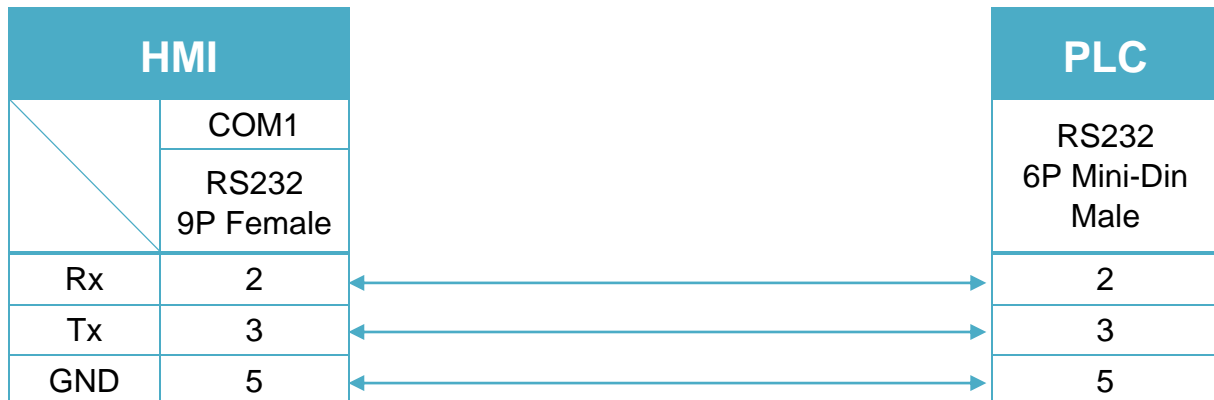 HMI
PLC
COM1
RS232
9P Female
RS232
6P Mini-Din
Male
Rx 2 2
Tx 3 3
GND 5 5